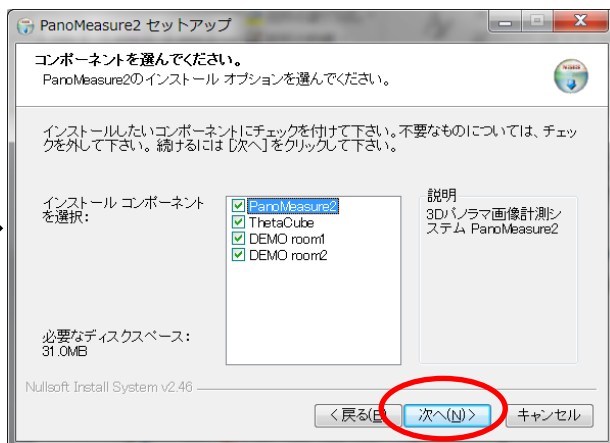 PanoMeasure2 セットアップ
コンポーネントを選んでください。
PanoMeasure2のインストール オプションを選んでください。
インストールしたいコンポーネントにチェックを付けて下さい。不要なものについては、チェッ
クを外して下さい。続けるには [次へ] をクリックして下さい。
インストール コンポーネント
を選択:
PanoMeasure2
ThetaCube
DEMO room1
DEMO room2
説明
3Dパノラマ画像計測シ
ステム PanoMeasure2
必要なディスクスペース:
31.0MB
Nullsoft Install System v2.46
< 戻る(B)
次へ(N) >
キャンセル